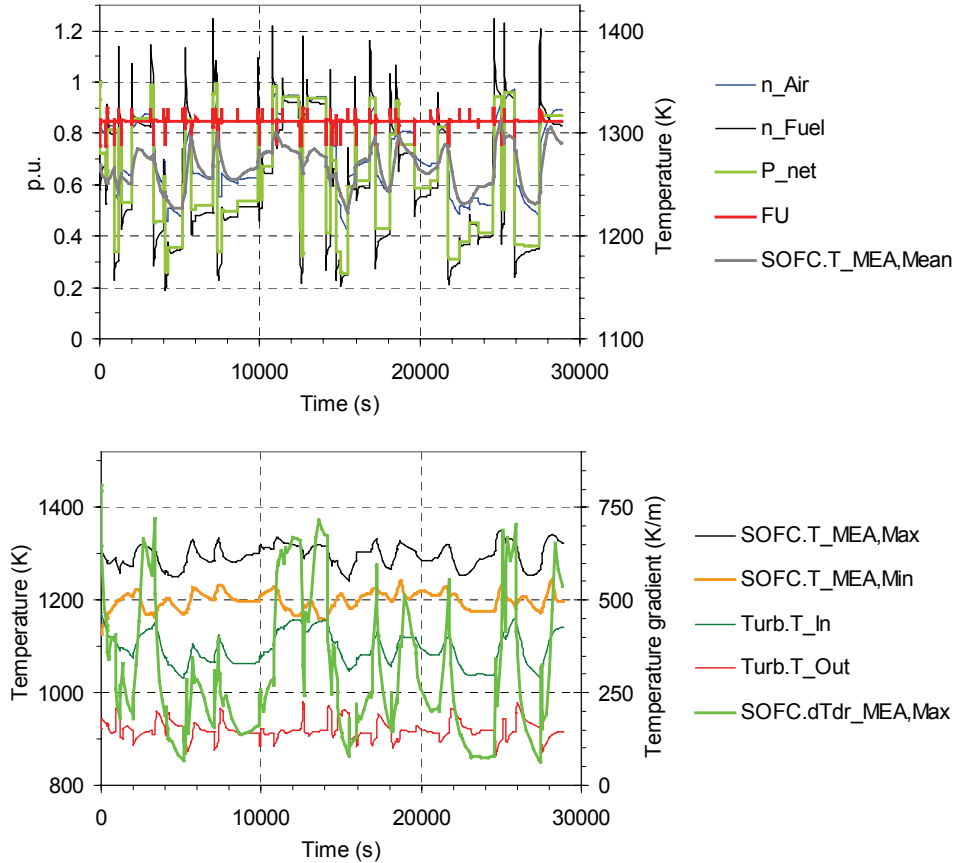 1.2
1
0.8
0.6
0.4
0.2
0
p.u.
1400
1300
1200
1100
Temperature (K)
0
10000
20000
30000
Time (s)
n_Air
n_Fuel
P_net
FU
SOFC.T_MEA,Mean
1400
1200
1000
800
Temperature (K)
750
500
250
0
Temperature gradient (K/m)
0
10000
20000
30000
Time (s)
SOFC.T_MEA,Max
SOFC.T_MEA,Min
Turb.T_In
Turb.T_Out
SOFC.dTdr_MEA,Max